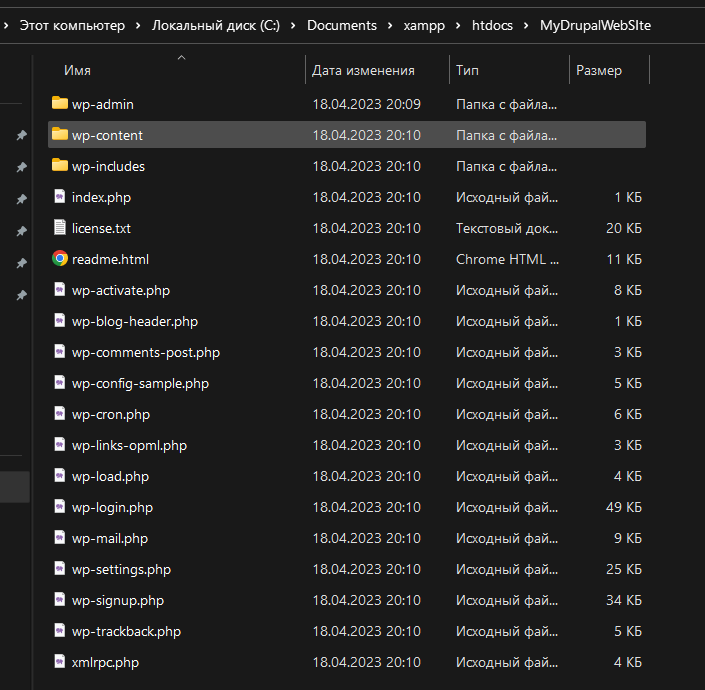 Этот компьютер › Локальный диск (C:) › Documents › xampp › htdocs › MyDrupalWebSIte
Имя Дата изменения Тип Размер
wp-admin 18.04.2023 20:09 Папка с файла...
wp-content 18.04.2023 20:10 Папка с файла...
wp-includes 18.04.2023 20:10 Папка с файла...
index.php 18.04.2023 20:10 Исходный фай... 1 КБ
license.txt 18.04.2023 20:10 Текстовый док... 20 КБ
readme.html 18.04.2023 20:10 Chrome HTML ... 11 КБ
wp-activate.php 18.04.2023 20:10 Исходный фай... 8 КБ
wp-blog-header.php 18.04.2023 20:10 Исходный фай... 1 КБ
wp-comments-post.php 18.04.2023 20:10 Исходный фай... 3 КБ
wp-config-sample.php 18.04.2023 20:10 Исходный фай... 5 КБ
wp-cron.php 18.04.2023 20:10 Исходный фай... 6 КБ
wp-links-opml.php 18.04.2023 20:10 Исходный фай... 3 КБ
wp-load.php 18.04.2023 20:10 Исходный фай... 4 КБ
wp-login.php 18.04.2023 20:10 Исходный фай... 49 КБ
wp-mail.php 18.04.2023 20:10 Исходный фай... 9 КБ
wp-settings.php 18.04.2023 20:10 Исходный фай... 25 КБ
wp-signup.php 18.04.2023 20:10 Исходный фай... 34 КБ
wp-trackback.php 18.04.2023 20:10 Исходный фай... 5 КБ
xmlrpc.php 18.04.2023 20:10 Исходный фай... 4 КБ